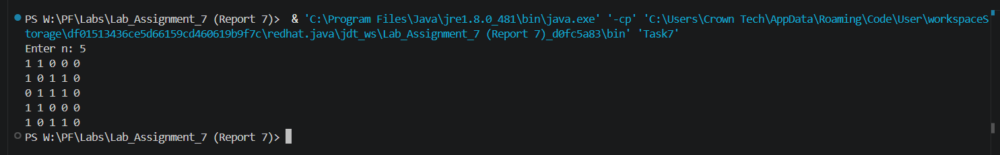 PS W:\PF\Labs\Lab_Assignment_7 (Report 7)>  & 'C:\Program Files\Java\jre1.8.0_481\bin\java.exe' '-cp' 'C:\Users\Crown Tech\AppData\Roaming\Code\User\workspaceS
torage\df01513436ce5d66159cd460619b9f7c\redhat.java\jdt_ws\Lab_Assignment_7 (Report 7)_d0fc5a83\bin' 'Task7'
Enter n: 5
1 1 0 0 0
1 0 1 1 0
0 1 1 1 0
1 1 0 0 0
1 0 1 1 0
PS W:\PF\Labs\Lab_Assignment_7 (Report 7)>